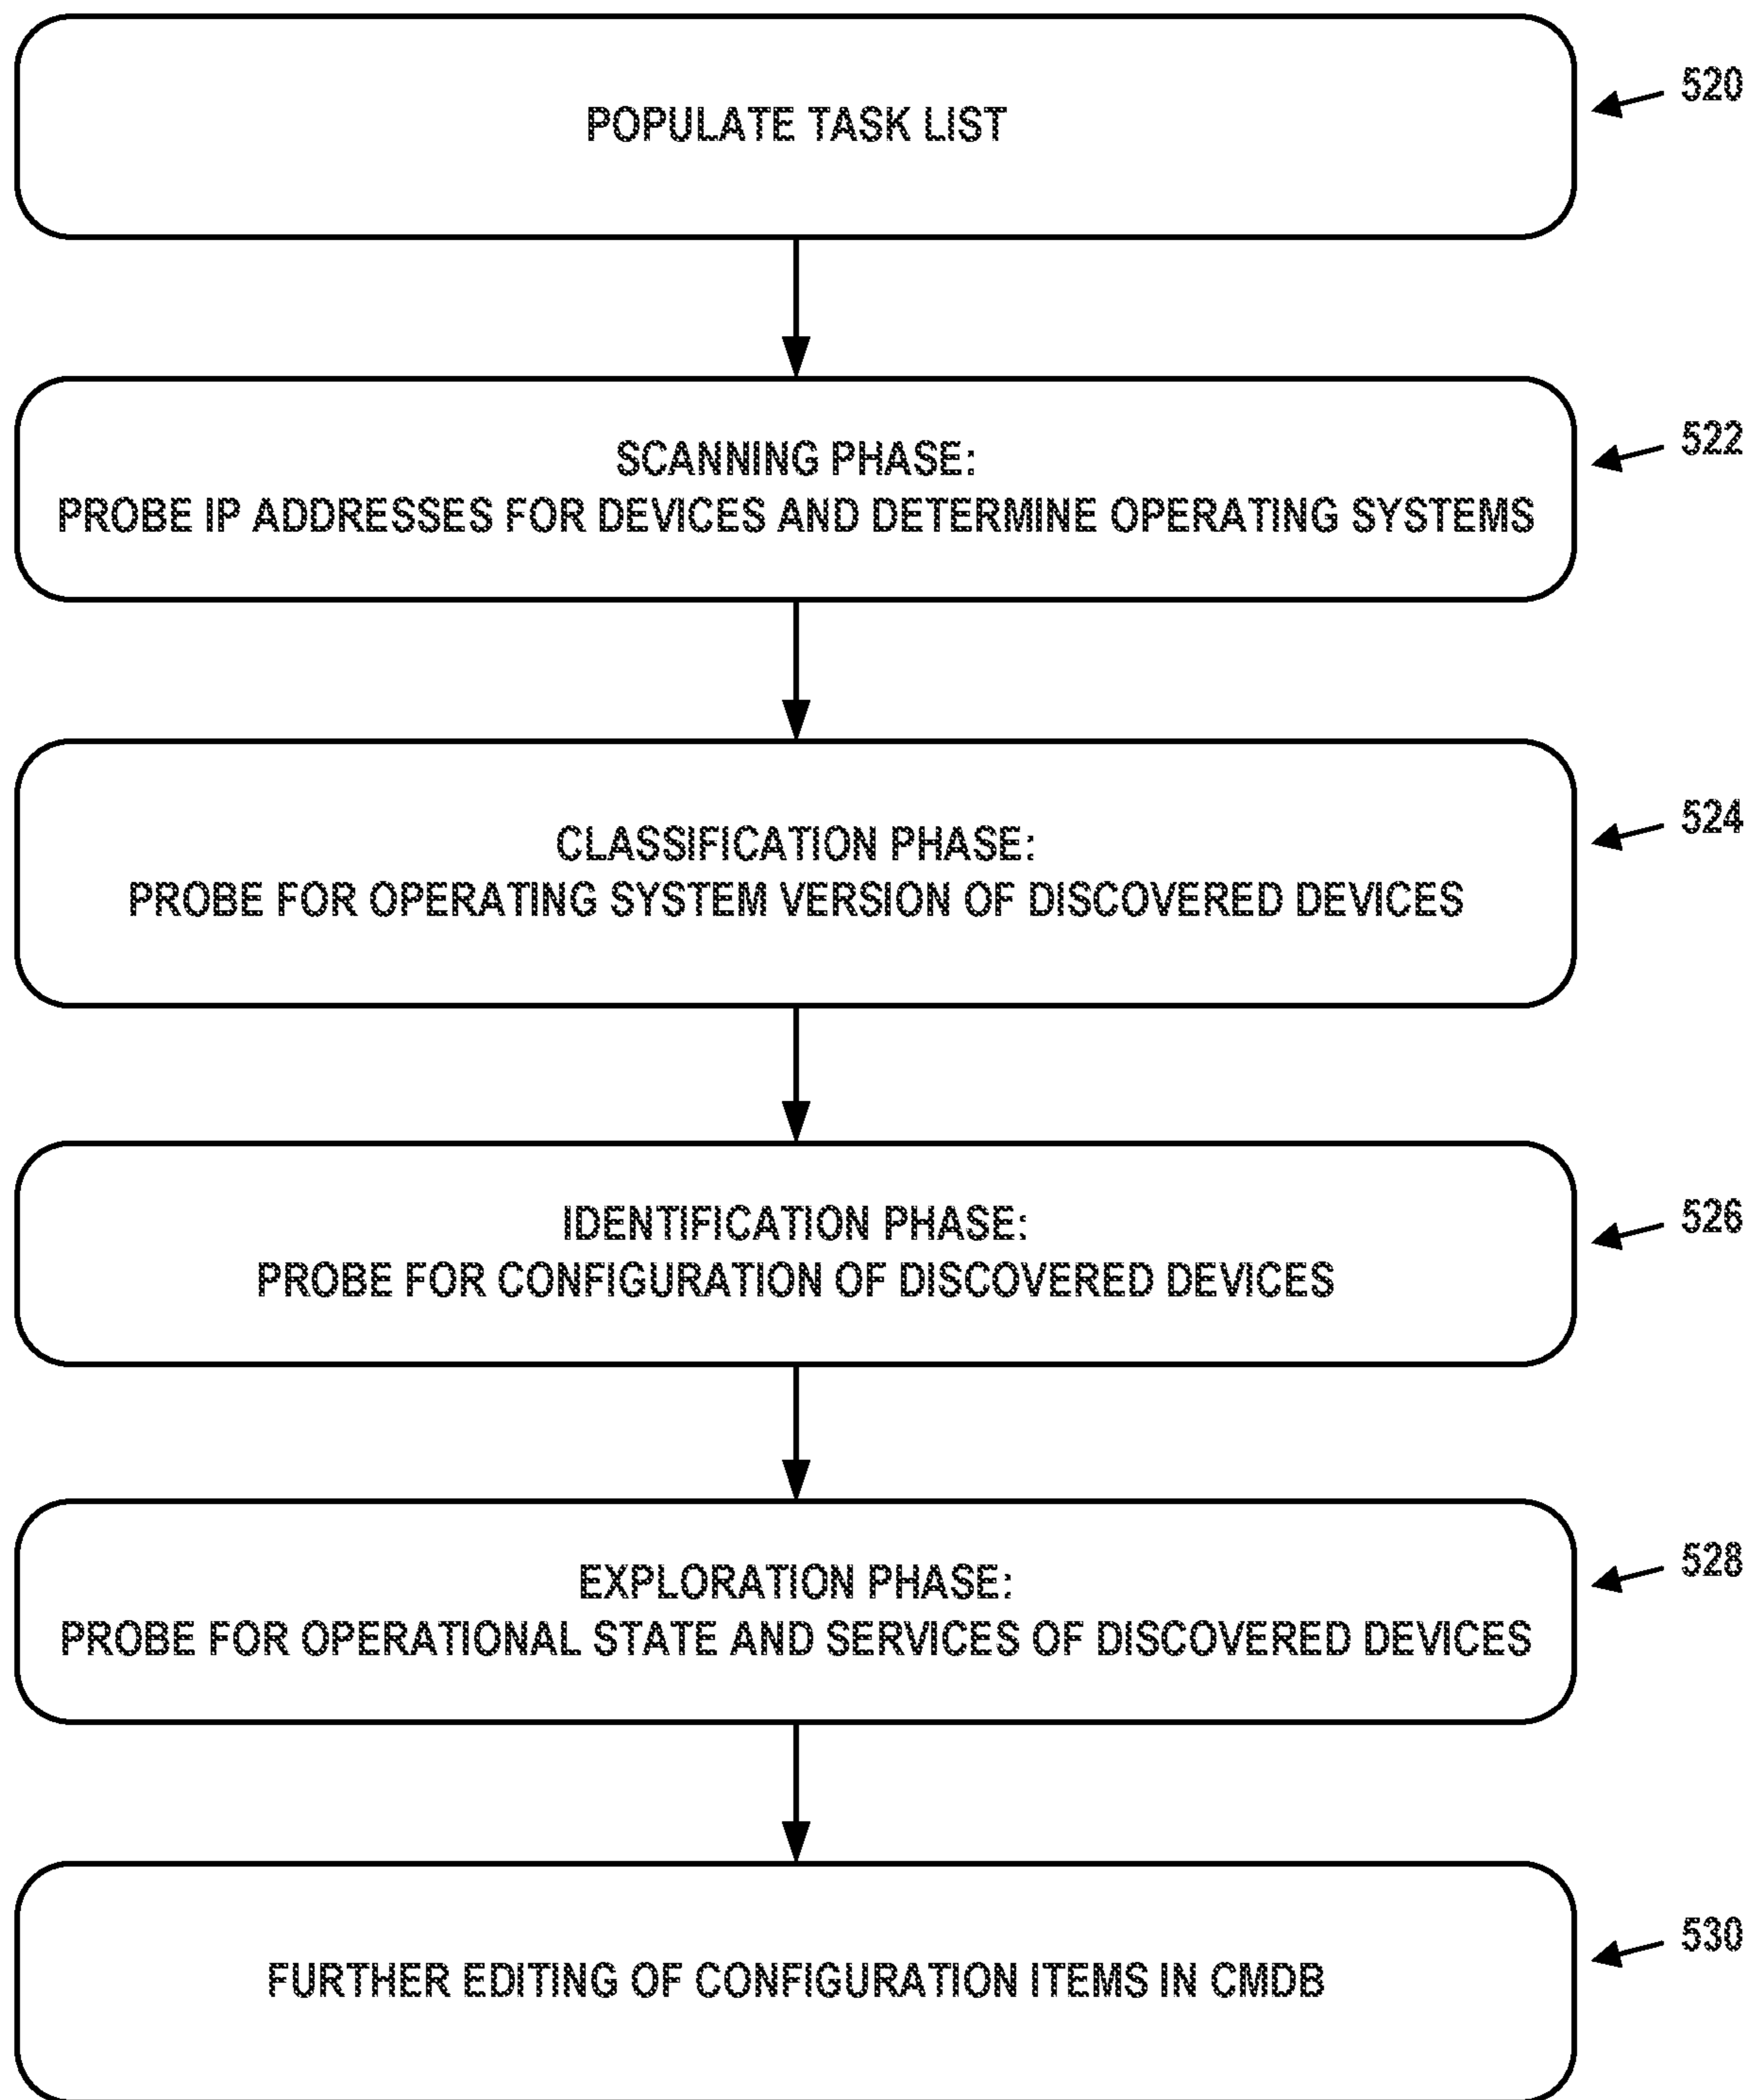 POPULATE TASK LIST
520
SCANNING PHASE:
PROBE IP ADDRESSES FOR DEVICES AND DETERMINE OPERATING SYSTEMS
522
CLASSIFICATION PHASE:
PROBE FOR OPERATING SYSTEM VERSION OF DISCOVERED DEVICES
524
IDENTIFICATION PHASE:
PROBE FOR CONFIGURATION OF DISCOVERED DEVICES
526
EXPLORATION PHASE:
PROBE FOR OPERATIONAL STATE AND SERVICES OF DISCOVERED DEVICES
528
FURTHER EDITING OF CONFIGURATION ITEMS IN CMDB
530